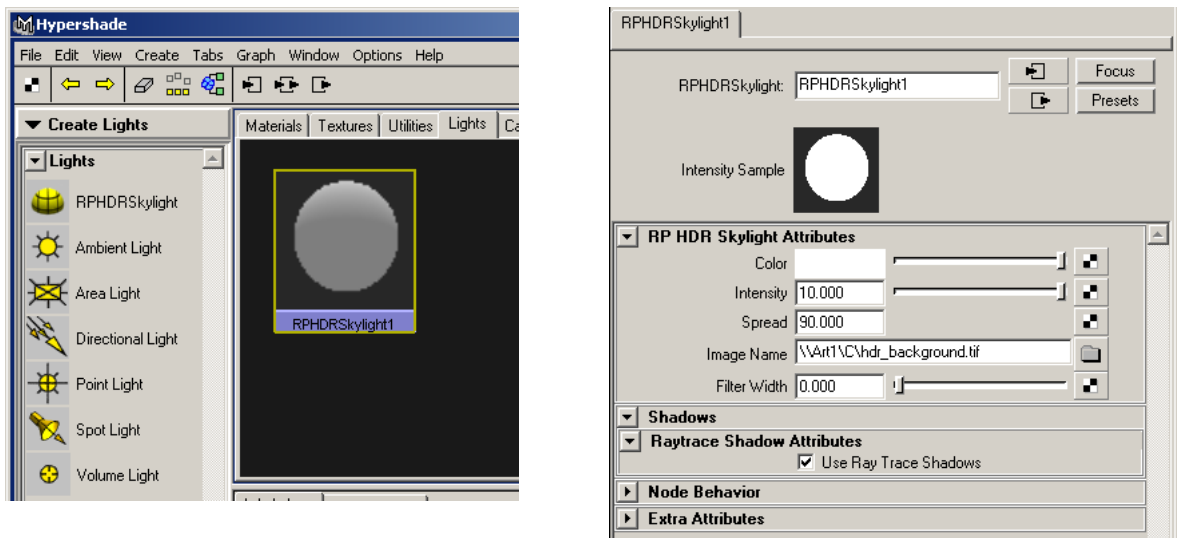 Hypershade
File Edit View Create Tabs Graph Window Options Help
Create Lights
Materials Textures Utilities Lights Ca
Lights
RPHDRSkylight
Ambient Light
Area Light
Directional Light
Point Light
Spot Light
Volume Light
RPHDRSkylight1
RPHDRSkylight1
RPHDRSkylight: RPHDRSkylight1
Focus
Presets
Intensity Sample
RP HDR Skylight Attributes
Color
Intensity 10.000
Spread 90.000
Image Name \\Art1\C\hdr_background.tif
Filter Width 0.000
Shadows
Raytrace Shadow Attributes
Use Ray Trace Shadows
Node Behavior
Extra Attributes